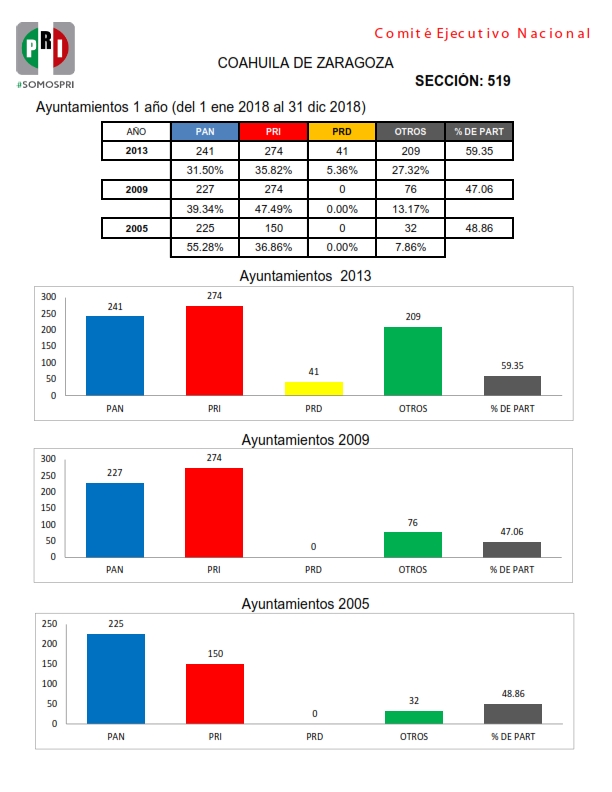 Comité Ejecutivo Nacional
PRI
#SOMOSPRI
COAHUILA DE ZARAGOZA
SECCIÓN: 519
Ayuntamientos 1 año (del 1 ene 2018 al 31 dic 2018)
AÑO PAN PRI PRD OTROS % DE PART
2013 241 274 41 209 59.35
31.50% 35.82% 5.36% 27.32%
2009 227 274 0 76 47.06
39.34% 47.49% 0.00% 13.17%
2005 225 150 0 32 48.86
55.28% 36.86% 0.00% 7.86%
Ayuntamientos 2013
300
250
200
150
100
50
0
241 274 41 209 59.35
PAN PRI PRD OTROS % DE PART
Ayuntamientos 2009
300
250
200
150
100
50
0
227 274 0 76 47.06
PAN PRI PRD OTROS % DE PART
Ayuntamientos 2005
250
200
150
100
50
0
225 150 0 32 48.86
PAN PRI PRD OTROS % DE PART